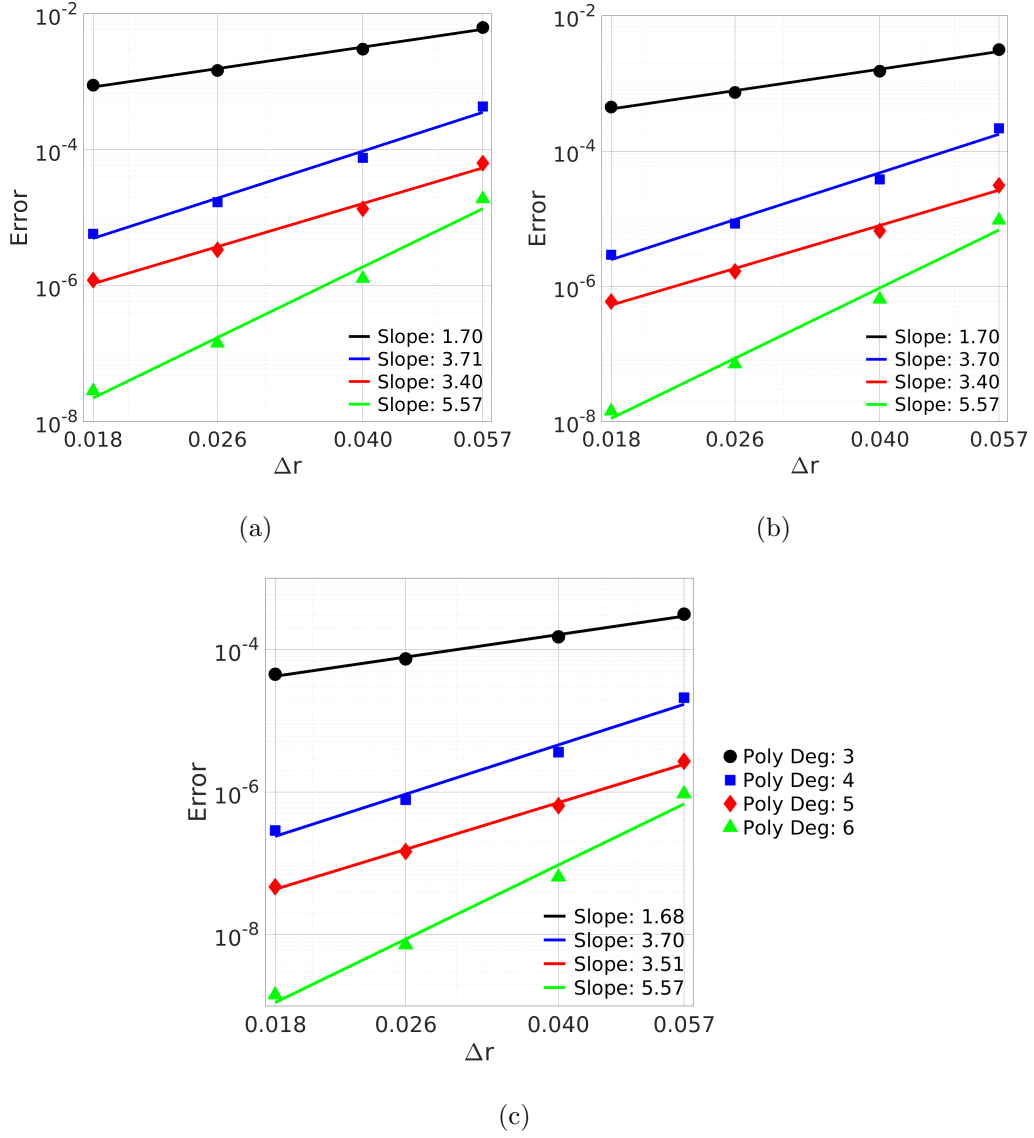 10^-2
10^-4
10^-6
10^-8
Error
Slope: 1.70
Slope: 3.71
Slope: 3.40
Slope: 5.57
0.018 0.026 0.040 0.057
Δr
(a)
10^-2
10^-4
10^-6
10^-8
Error
Slope: 1.70
Slope: 3.70
Slope: 3.40
Slope: 5.57
0.018 0.026 0.040 0.057
Δr
(b)
10^-4
10^-6
10^-8
Error
Slope: 1.68
Slope: 3.70
Slope: 3.51
Slope: 5.57
0.018 0.026 0.040 0.057
Δr
Poly Deg: 3
Poly Deg: 4
Poly Deg: 5
Poly Deg: 6
(c)